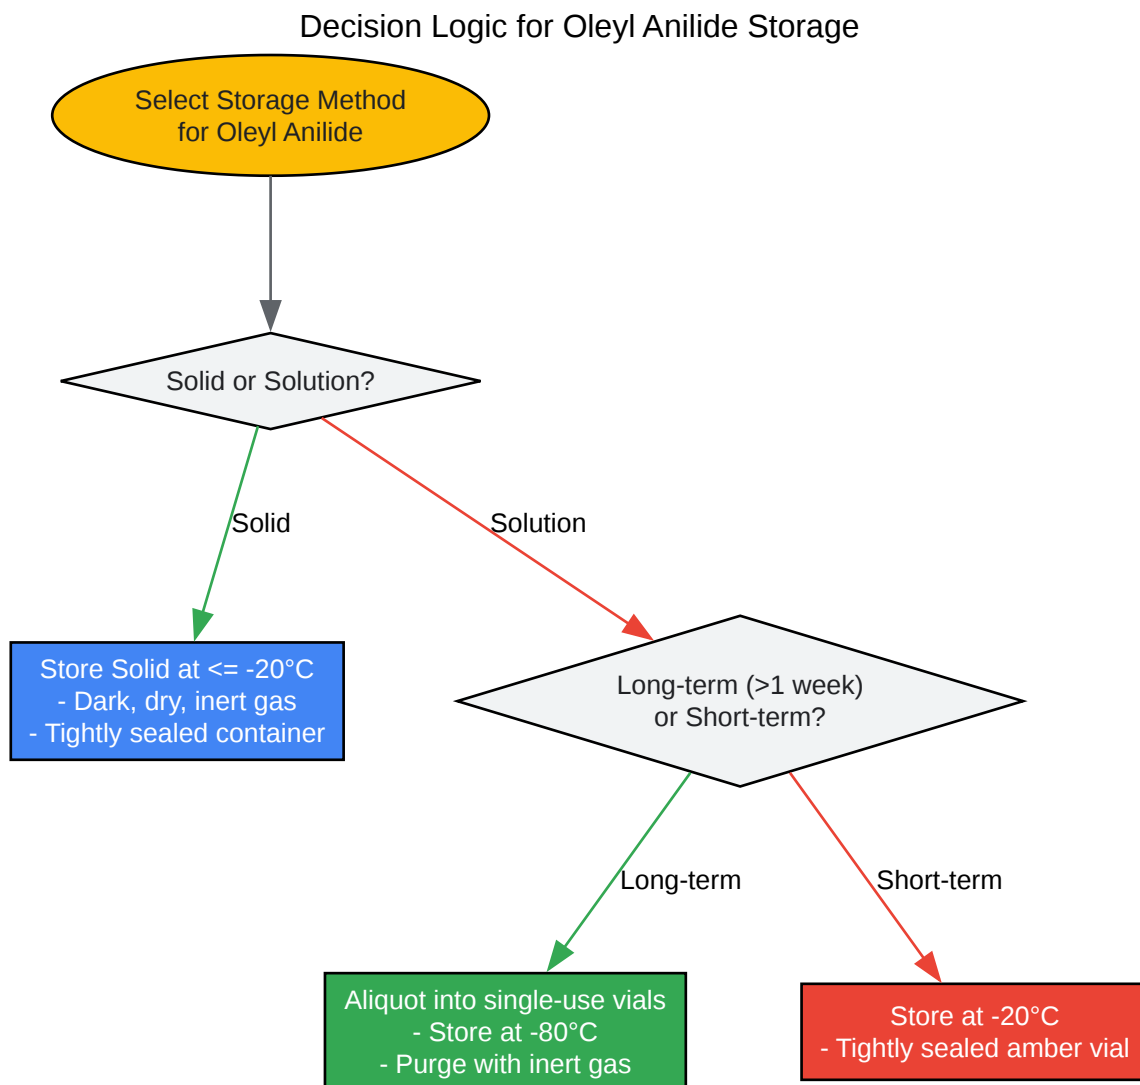 Decision Logic for Oleyl Anilide Storage
Select Storage Method
for Oleyl Anilide
Solid or Solution?
Solid
Solution
Store Solid at <= -20°C
- Dark, dry, inert gas
- Tightly sealed container
Long-term (>1 week)
or Short-term?
Long-term
Short-term
Aliquot into single-use vials
- Store at -80°C
- Purge with inert gas
Store at -20°C
- Tightly sealed amber vial